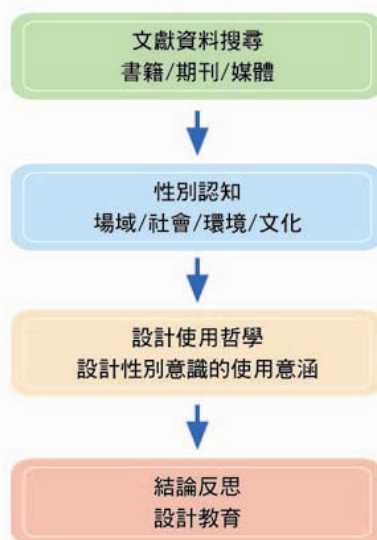 文獻資料搜尋
書籍/期刊/媒體
性別認知
場域/社會/環境/文化
設計使用哲學
設計性別意識的使用意涵
結論反思
設計教育